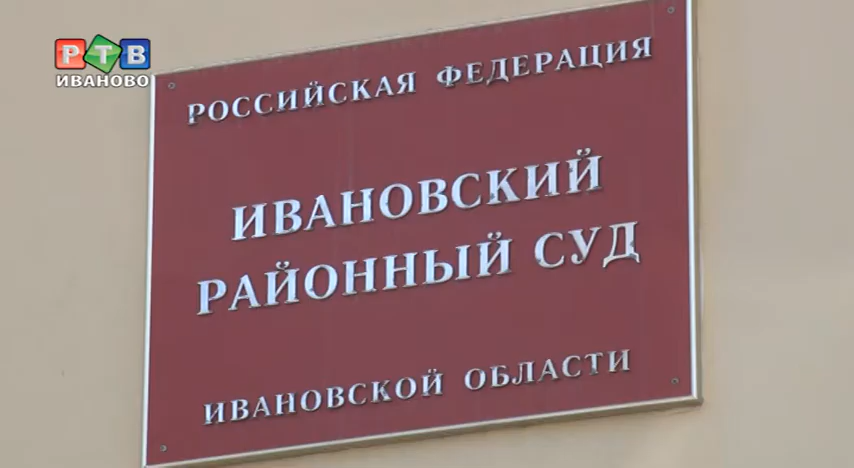 РТВ
ИВАНОВО
РОССИЙСКАЯ ФЕДЕРАЦИЯ
ИВАНОВСКИЙ
РАЙОННЫЙ СУД
ИВАНОВСКОЙ ОБЛАСТИ